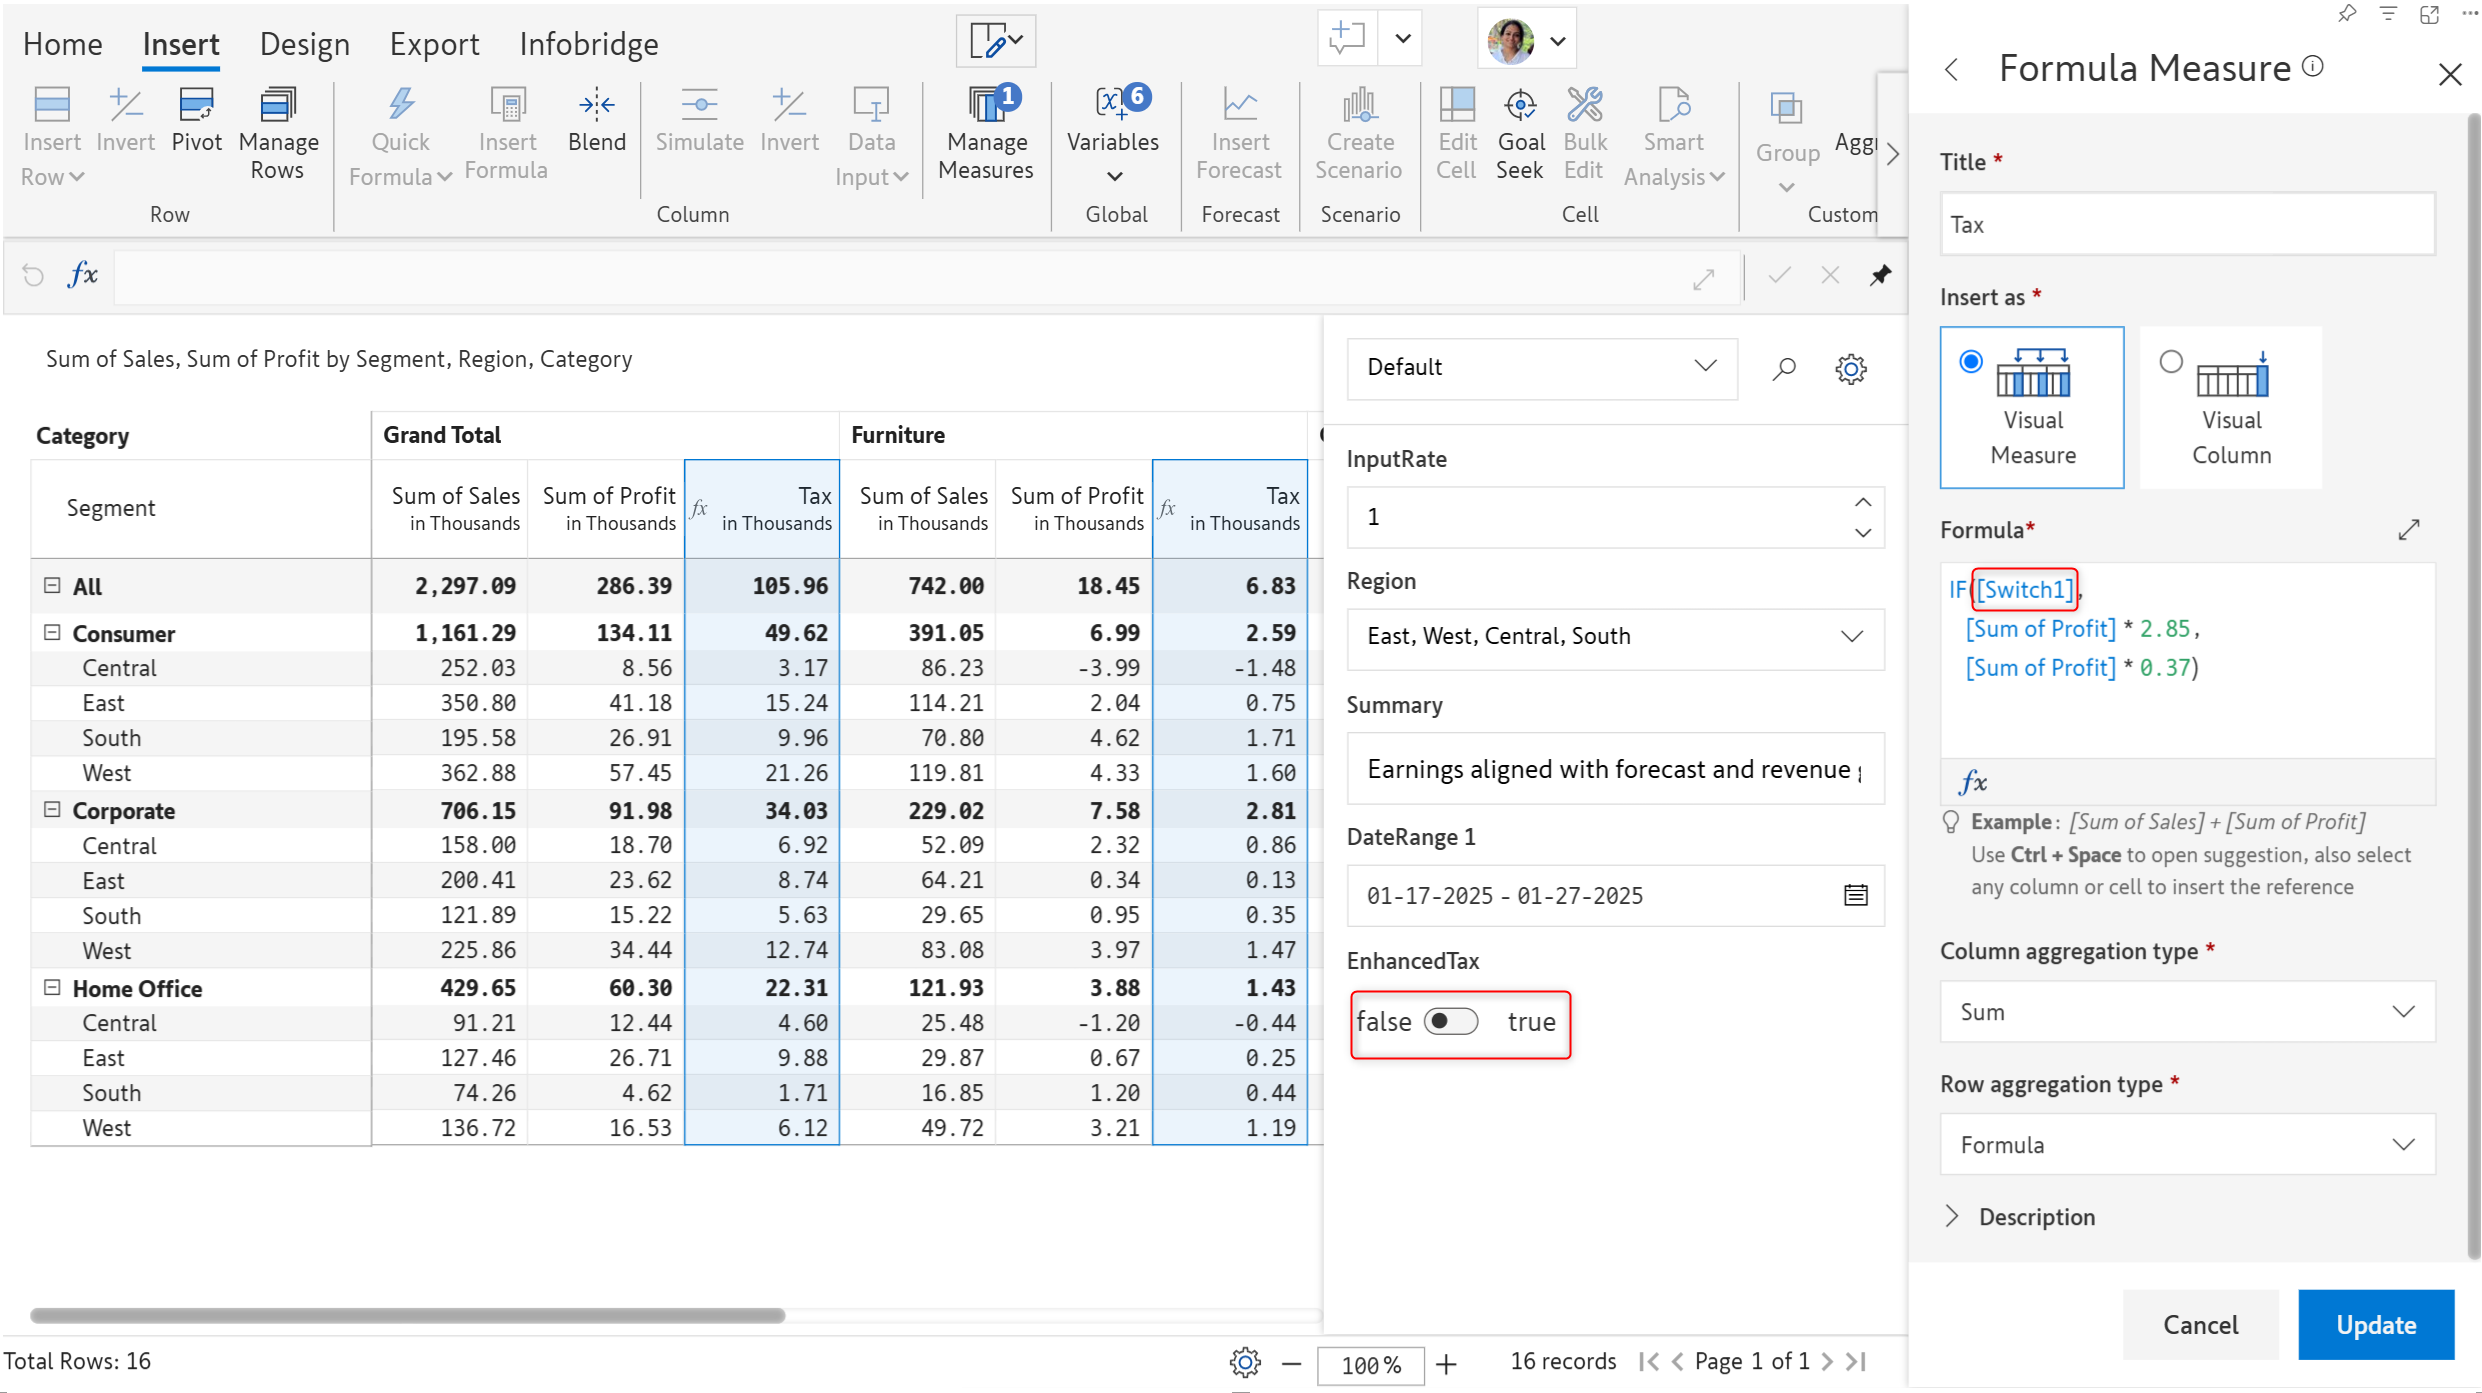 Home Insert Design Export Infobridge
Insert Row Invert Pivot Manage Rows Quick Formula Insert Formula Blend Simulate Invert Data Input Manage Measures 1 Variables 6 Insert Forecast Create Scenario Edit Cell Goal Seek Bulk Edit Smart Analysis Group
Row Column Global Forecast Scenario Cell Custom
fx
Sum of Sales, Sum of Profit by Segment, Region, Category
Category Grand Total Furniture
Segment Sum of Sales in Thousands Sum of Profit in Thousands fx Tax in Thousands Sum of Sales in Thousands Sum of Profit in Thousands fx Tax in Thousands
All 2,297.09 286.39 105.96 742.00 18.45 6.83
Consumer 1,161.29 134.11 49.62 391.05 6.99 2.59
Central 252.03 8.56 3.17 86.23 -3.99 -1.48
East 350.80 41.18 15.24 114.21 2.04 0.75
South 195.58 26.91 9.96 70.80 4.62 1.71
West 362.88 57.45 21.26 119.81 4.33 1.60
Corporate 706.15 91.98 34.03 229.02 7.58 2.81
Central 158.00 18.70 6.92 52.09 2.32 0.86
East 200.41 23.62 8.74 64.21 0.34 0.13
South 121.89 15.22 5.63 29.65 0.95 0.35
West 225.86 34.44 12.74 83.08 3.97 1.47
Home Office 429.65 60.30 22.31 121.93 3.88 1.43
Central 91.21 12.44 4.60 25.48 -1.20 -0.44
East 127.46 26.71 9.88 29.87 0.67 0.25
South 74.26 4.62 1.71 16.85 1.20 0.44
West 136.72 16.53 6.12 49.72 3.21 1.19
Default
InputRate
1
Region
East, West, Central, South
Summary
Earnings aligned with forecast and revenue
DateRange 1
01-17-2025 - 01-27-2025
EnhancedTax
false true
Formula Measure
Title *
Tax
Insert as *
Visual Measure
Visual Column
Formula*
IF([Switch1],
[Sum of Profit] * 2.85,
[Sum of Profit] * 0.37)
fx
Example: [Sum of Sales] + [Sum of Profit]
Use Ctrl + Space to open suggestion, also select
any column or cell to insert the reference
Column aggregation type *
Sum
Row aggregation type *
Formula
Description
Cancel Update
Total Rows: 16
100 % 16 records Page 1 of 1